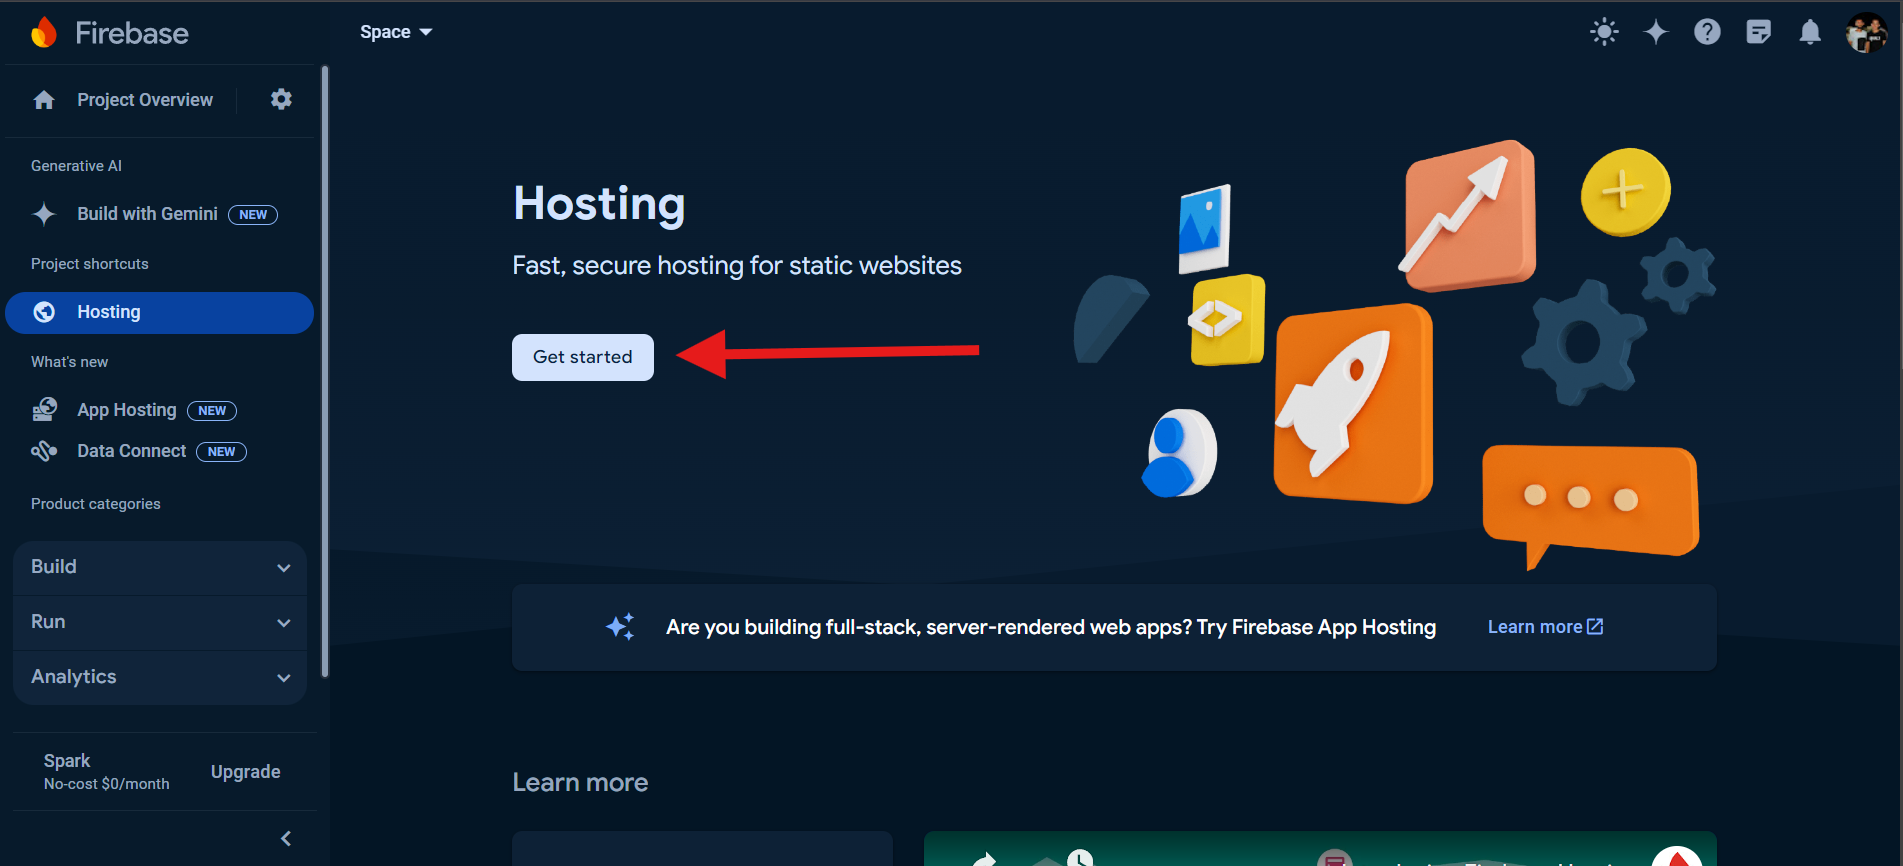 Firebase
Space
Project Overview
Generative AI
Build with Gemini NEW
Project shortcuts
Hosting
What's new
App Hosting NEW
Data Connect NEW
Product categories
Build
Run
Analytics
Spark
No-cost $0/month
Upgrade
Hosting
Fast, secure hosting for static websites
Get started
Are you building full-stack, server-rendered web apps? Try Firebase App Hosting
Learn more
Learn more